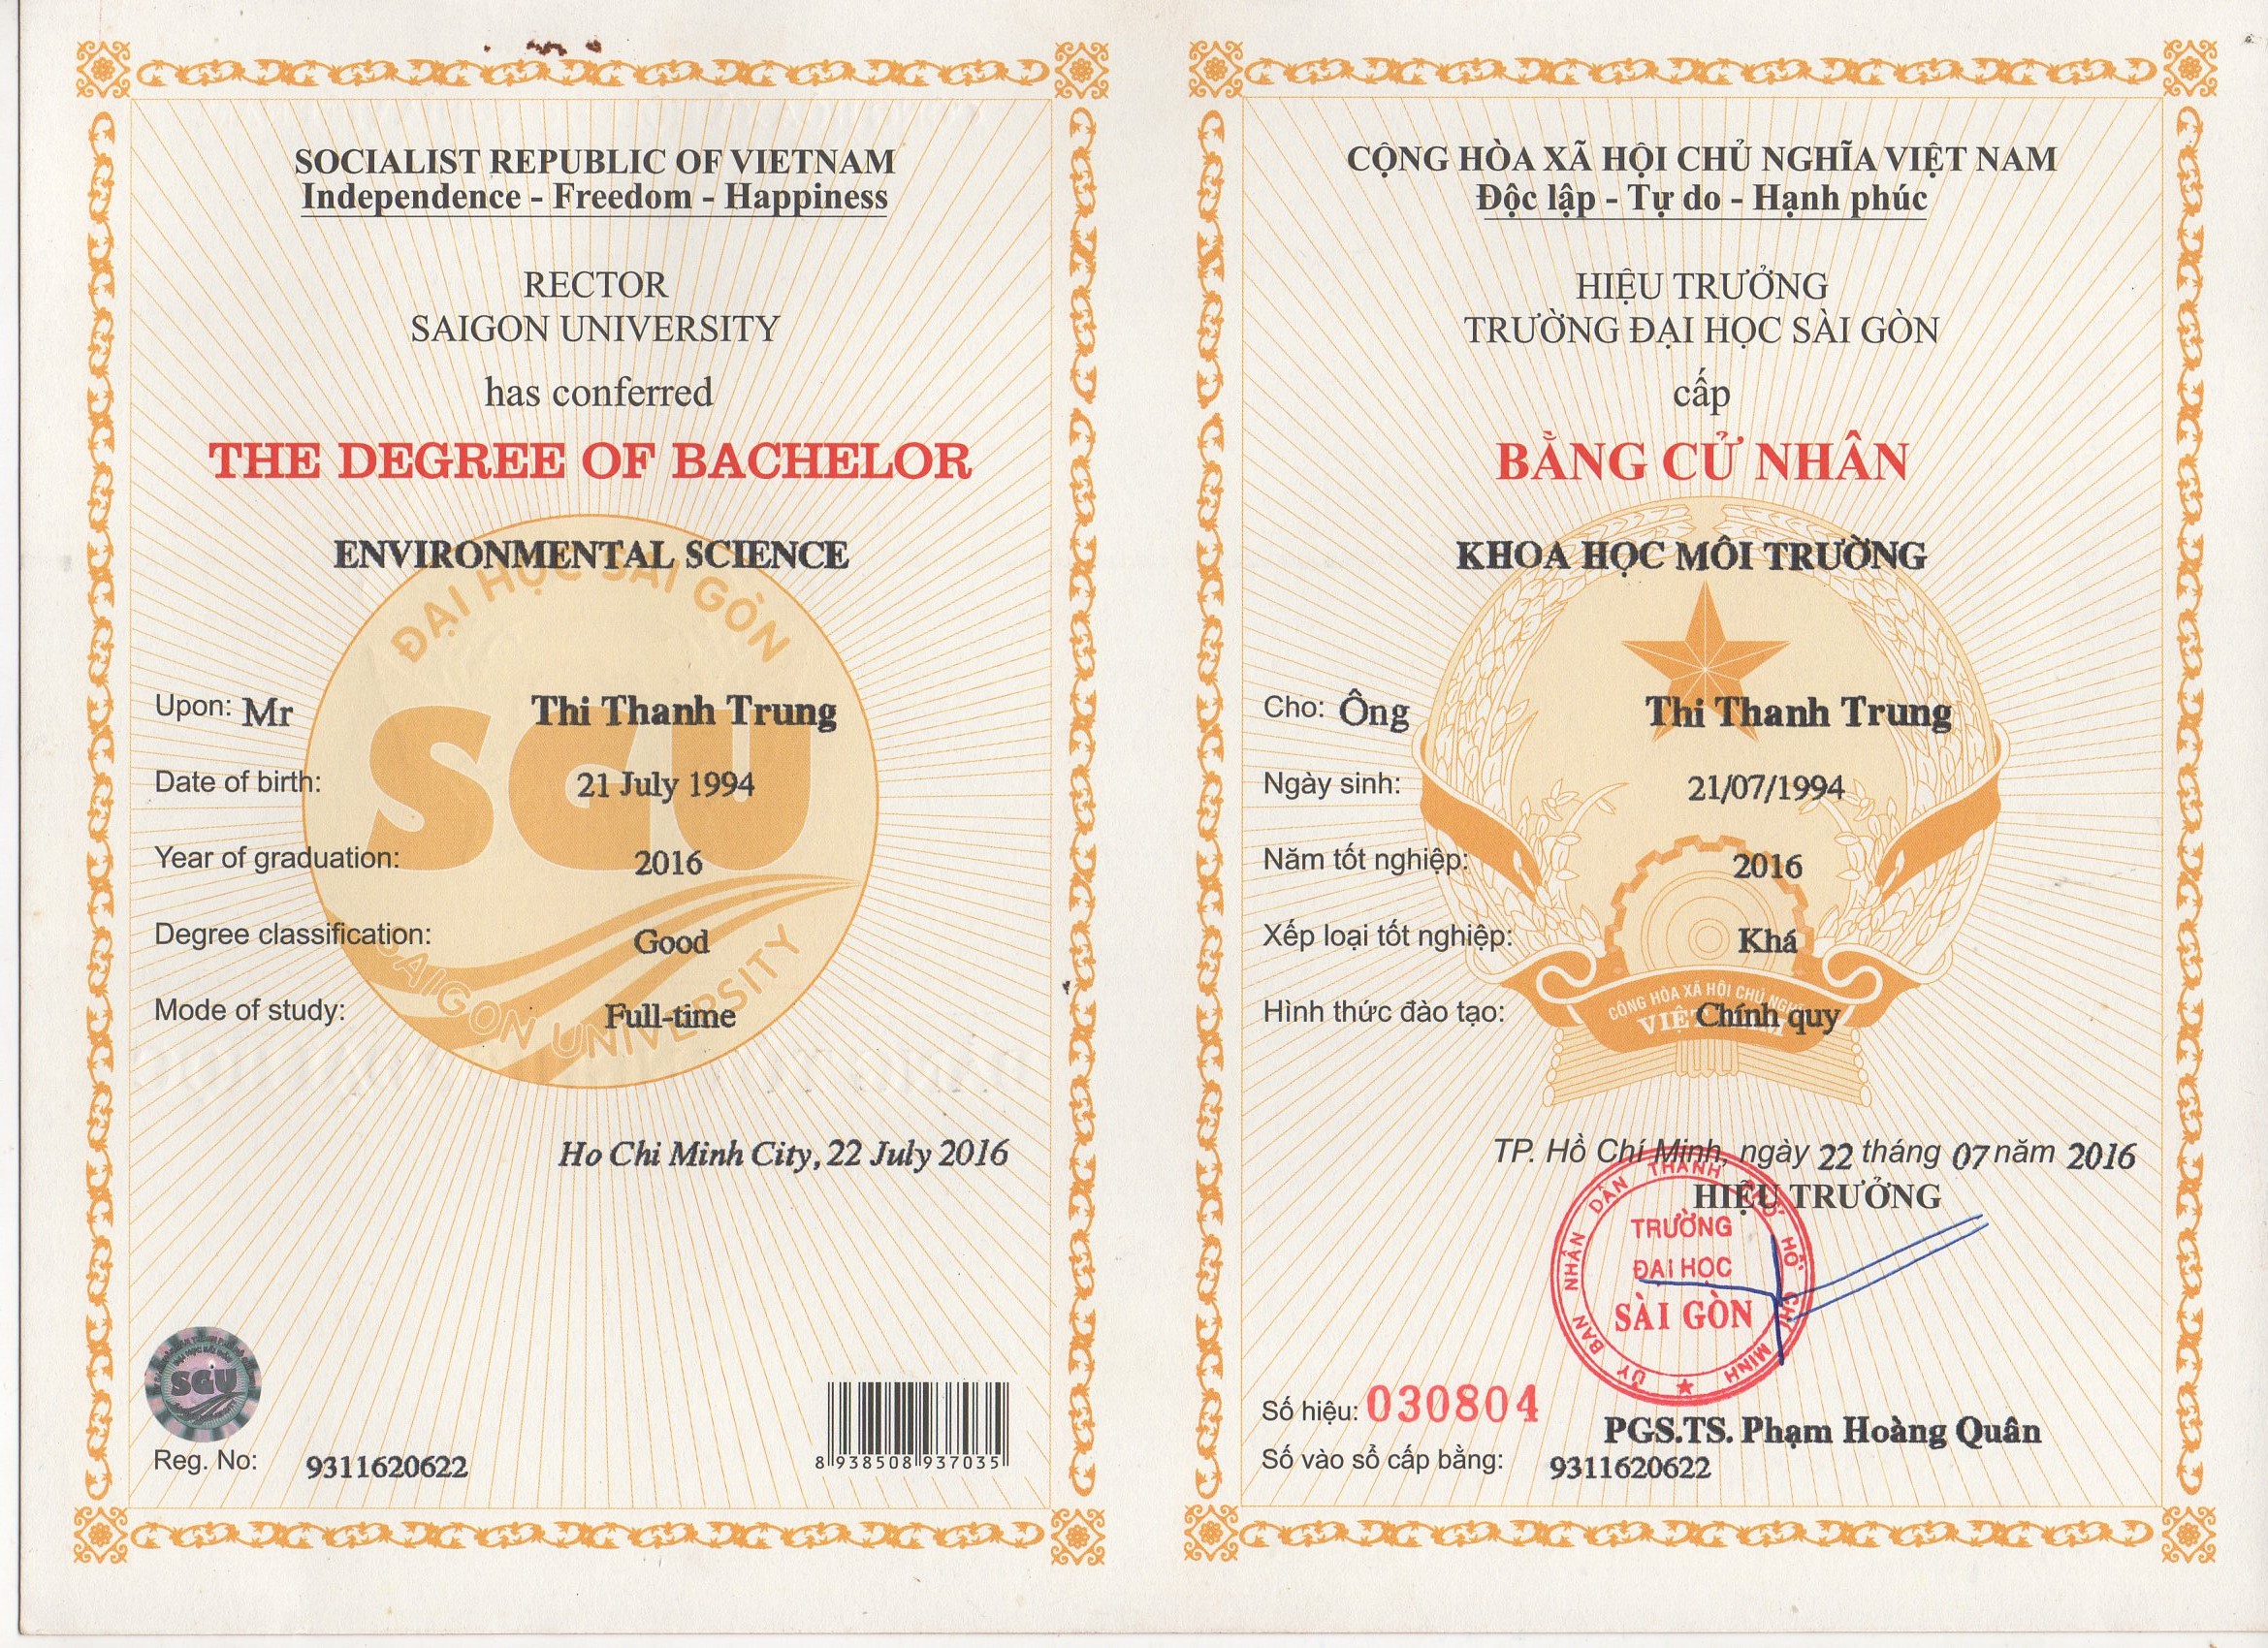 SOCIALIST REPUBLIC OF VIETNAM
Independence - Freedom - Happiness
RECTOR
SAIGON UNIVERSITY
has conferred
THE DEGREE OF BACHELOR
ENVIRONMENTAL SCIENCE
ĐẠI HỌC SÀI GÒN
SGU
SAIGON UNIVERSITY
Upon: Mr Thi Thanh Trung
Date of birth: 21 July 1994
Year of graduation: 2016
Degree classification: Good
Mode of study: Full-time
Ho Chi Minh City, 22 July 2016
SGU
Reg. No: 9311620622
8 938508 937035
CỘNG HÒA XÃ HỘI CHỦ NGHĨA VIỆT NAM
Độc lập - Tự do - Hạnh phúc
HIỆU TRƯỞNG
TRƯỜNG ĐẠI HỌC SÀI GÒN
cấp
BẰNG CỬ NHÂN
KHOA HỌC MÔI TRƯỜNG
Cho: Ông Thi Thanh Trung
Ngày sinh: 21/07/1994
Năm tốt nghiệp: 2016
Xếp loại tốt nghiệp: Khá
CỘNG HÒA XÃ HỘI CHỦ NGHĨA
VIỆT NAM
Hình thức đào tạo: Chính quy
TP. Hồ Chí Minh, ngày 22 tháng 07 năm 2016
HIỆU TRƯỞNG
ỦY BAN NHÂN DÂN THÀNH PHỐ HỒ CHÍ MINH
TRƯỜNG
ĐẠI HỌC
SÀI GÒN
Số hiệu: 030804
PGS.TS. Phạm Hoàng Quân
Số vào sổ cấp bằng: 9311620622